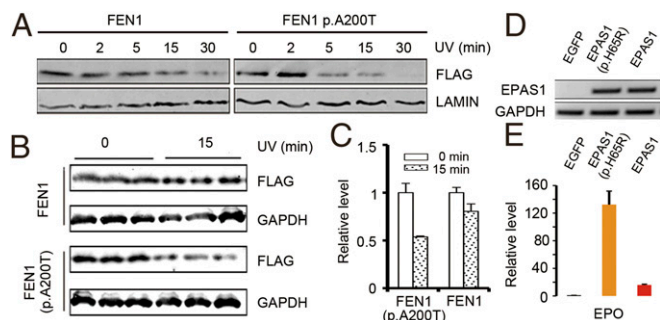 A
FEN1
FEN1 p.A200T
0 2 5 15 30 0 2 5 15 30 UV (min)
FLAG
LAMIN
B
0 15 UV (min)
FEN1
FLAG
GAPDH
FEN1
(p.A200T)
FLAG
GAPDH
C
Relative level
1
0.5
0
0 min
15 min
FEN1
(p.A200T)
FEN1
D
EGFP
EPAS1
(p.H65R)
EPAS1
EPAS1
GAPDH
E
EGFP
EPAS1
(p.H65R)
EPAS1
Relative level
160
120
80
40
0
EPO